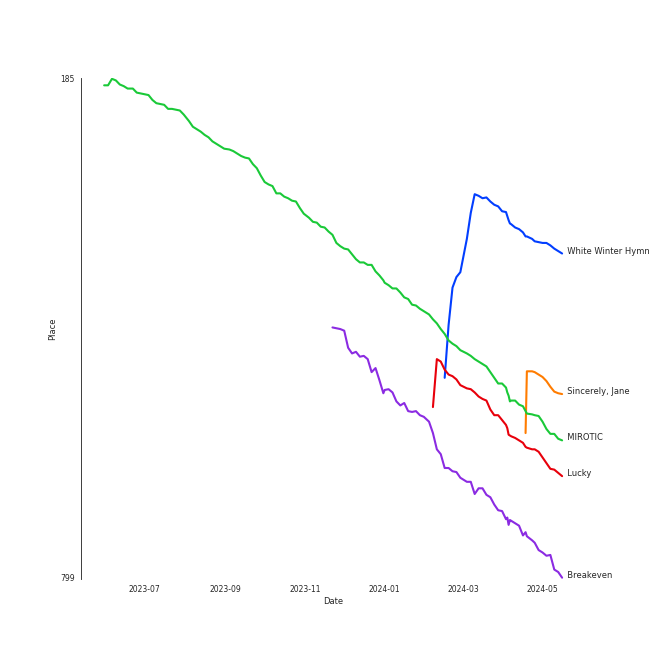 185
White Winter Hymn
Place
Sincerely, Jane
MIROTIC
Lucky
Breakeven
799
2023-07
2023-09
2023-11
2024-01
2024-03
2024-05
Date